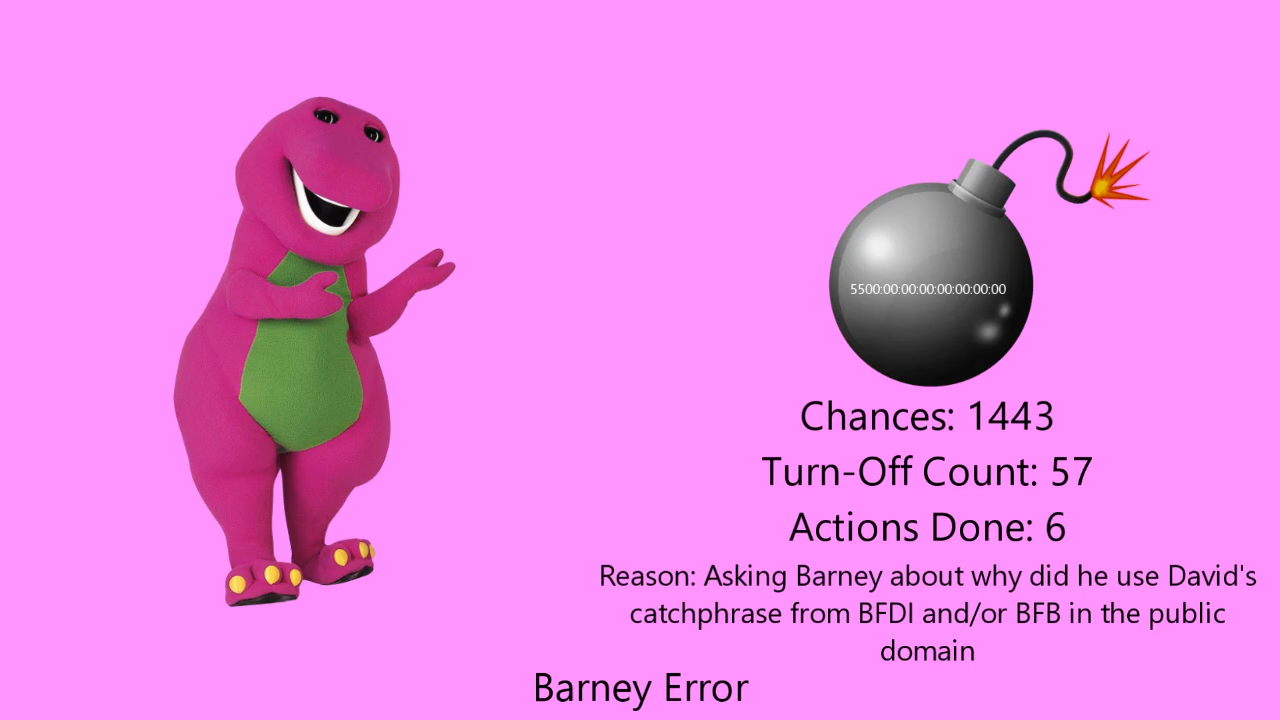 5500:00:00:00:00:00:00:00
Chances: 1443
Turn-Off Count: 57
Actions Done: 6
Reason: Asking Barney about why did he use David's
catchphrase from BFDI and/or BFB in the public
domain
Barney Error